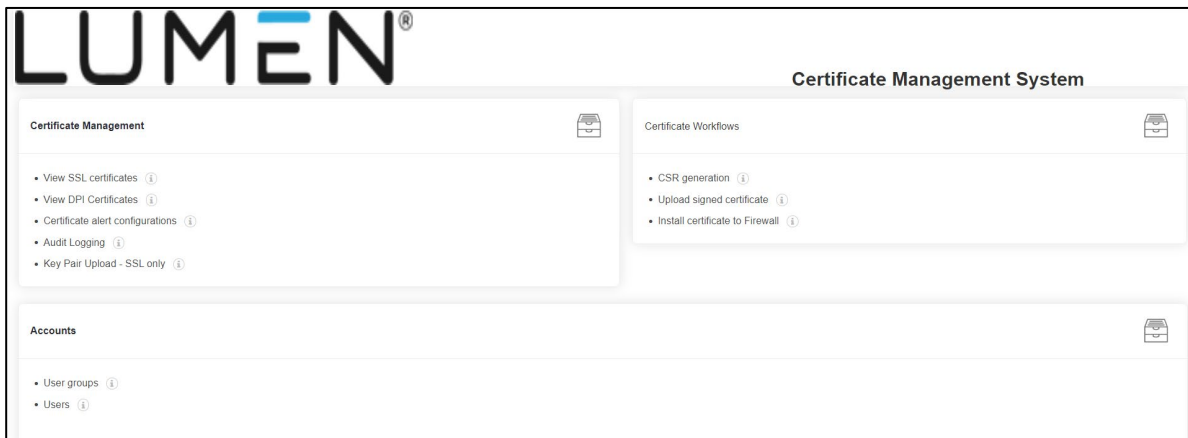 LUMEN®
Certificate Management System
Certificate Management
• View SSL certificates i
• View DPI Certificates i
• Certificate alert configurations i
• Audit Logging i
• Key Pair Upload - SSL only i
Certificate Workflows
• CSR generation i
• Upload signed certificate i
• Install certificate to Firewall i
Accounts
• User groups i
• Users i